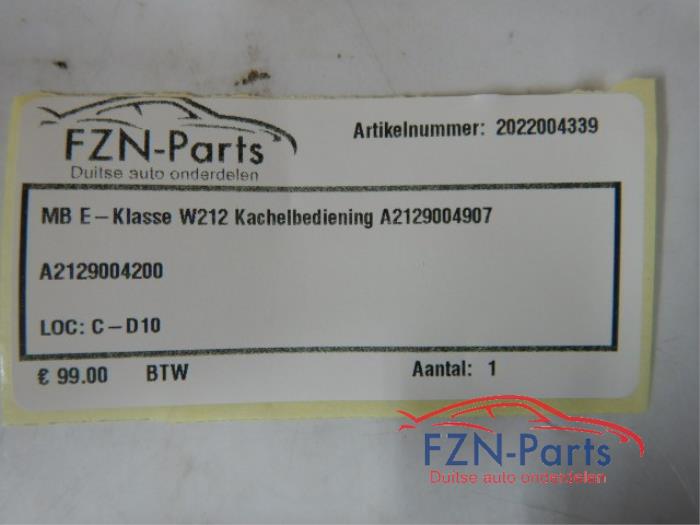 FZN-Parts
Duitse auto onderdelen
Artikelnummer: 2022004339
MB E-Klasse W212 Kachelbediening A2129004907
A2129004200
LOC: C-D10
€ 99.00 BTW Aantal: 1
FZN-Parts
Duitse auto onderdelen